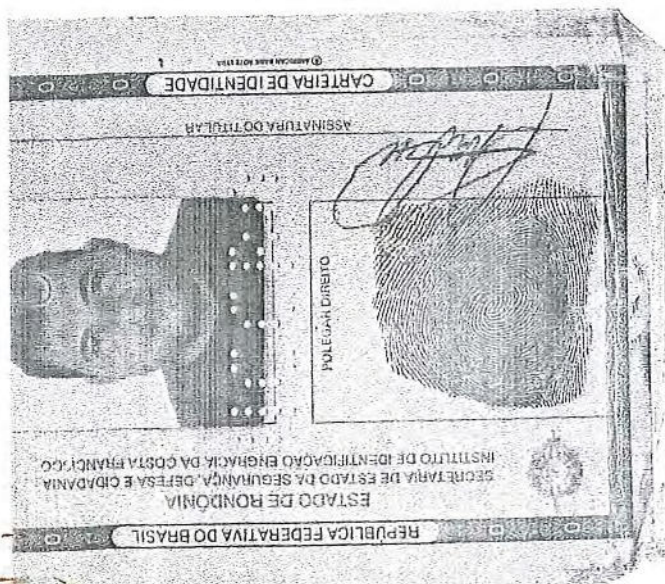 REPÚBLICA FEDERATIVA DO BRASIL
ESTADO DE RONDÔNIA
SECRETARIA DE ESTADO DA SEGURANÇA, DEFESA E CIDADANIA
INSTITUTO DE IDENTIFICAÇÃO ENGRACIA DA COSTA FRANCISCO
POLEGAR DIREITO
ASSINATURA DO TITULAR
CARTEIRA DE IDENTIDADE